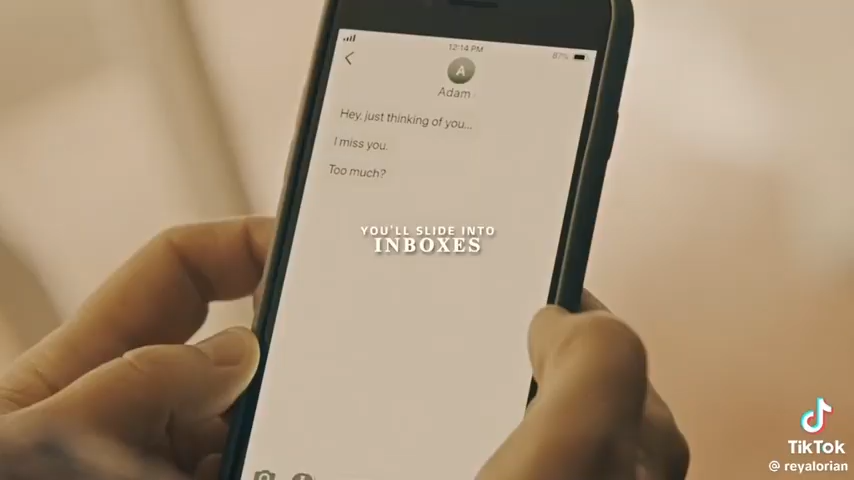 12:14 PM
87%
A
Adam
Hey, just thinking of you...
I miss you.
Too much?
YOU'LL SLIDE INTO
INBOXES
TikTok
@ reyalorian